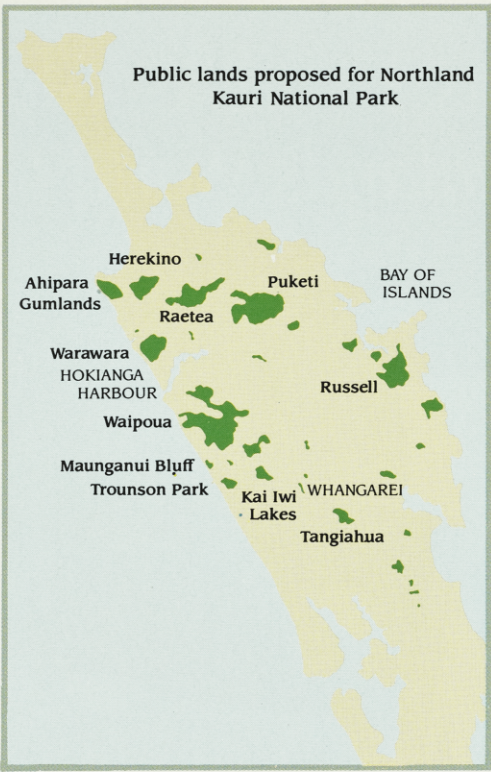 Public lands proposed for Northland
Kauri National Park
Herekino
Ahipara
Gumlands
Puketi
BAY OF
ISLANDS
Raetea
Warawara
HOKIANGA
HARBOUR
Russell
Waipoua
Maunganui Bluff
Trounson Park
Kai Iwi
Lakes
WHANGAREI
Tangiahua